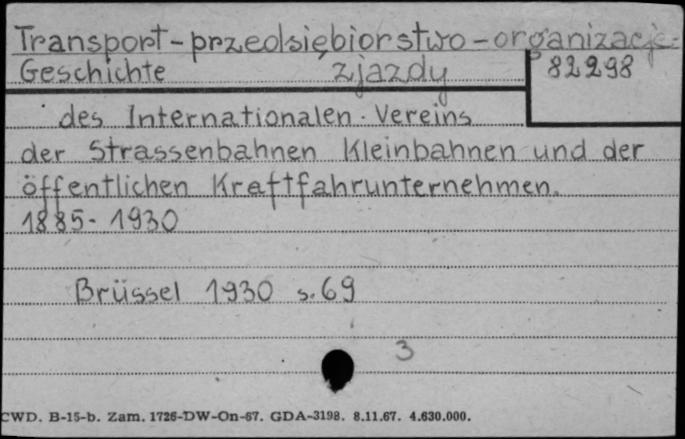 Transport-przedsiębiorstwo-organizacje-
Geschichte zjazdy 82298
des Internationalen Vereins
der Strassenbahnen Kleinbahnen und der
öffentlichen Kraftfahrunternehmen.
1885-1930
Brüssel 1930 s.69
3
CWD. B-15-b. Zam. 1726-DW-On-67. GDA-3198. 8.11.67. 4.630.000.